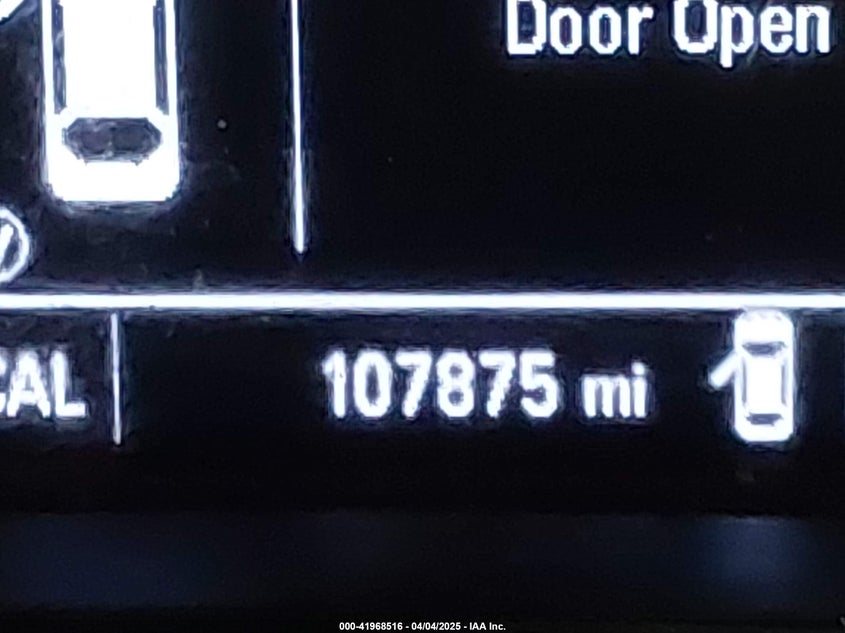 Door Open
CAL 107875 mi
000-41968516 - 04/04/2025 - IAA Inc.